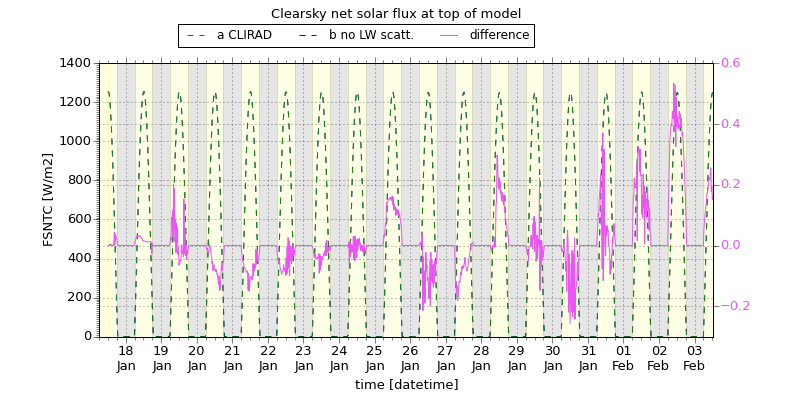 Clearsky net solar flux at top of model
a CLIRAD b no LW scatt. difference
1400
1200
1000
800
600
400
200
0
FSNTC [W/m2]
0.6
0.4
0.2
0.0
−0.2
18 19 20 21 22 23 24 25 26 27 28 29 30 31 01 02 03
Jan Jan Jan Jan Jan Jan Jan Jan Jan Jan Jan Jan Jan Jan Feb Feb Feb
time [datetime]